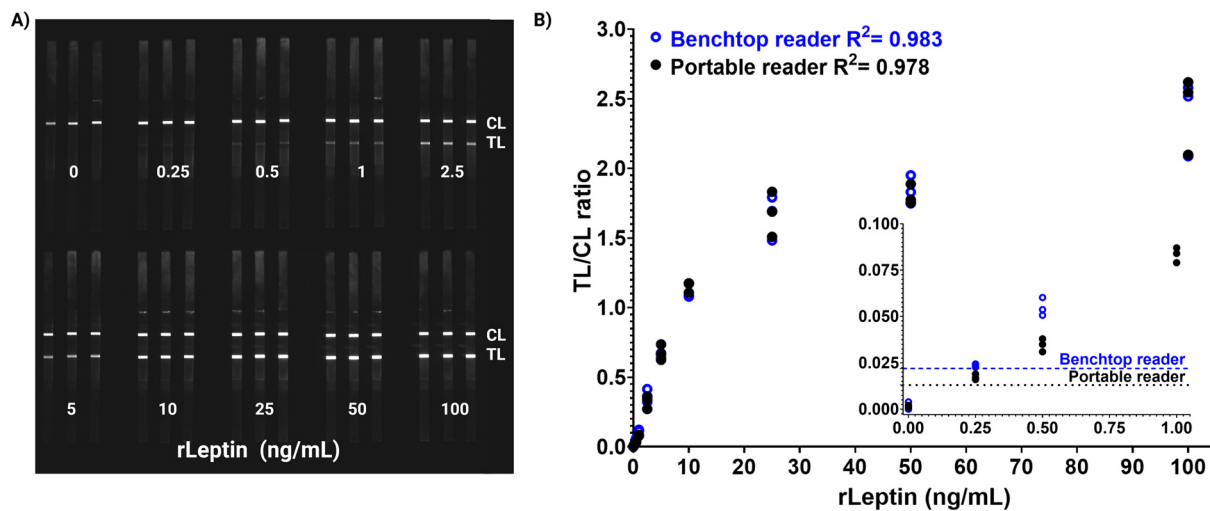 A)
CL
TL
0 0.25 0.5 1 2.5
CL
TL
5 10 25 50 100
rLeptin (ng/mL)
B)
Benchtop reader R²= 0.983
Portable reader R²= 0.978
TL/CL ratio
3.0
2.5
2.0
1.5
1.0
0.5
0.0
0 10 20 30 40 50 60 70 80 90 100
rLeptin (ng/mL)
0.100
0.075
0.050
0.025
0.000
Benchtop reader
Portable reader
0.00 0.25 0.50 0.75 1.00